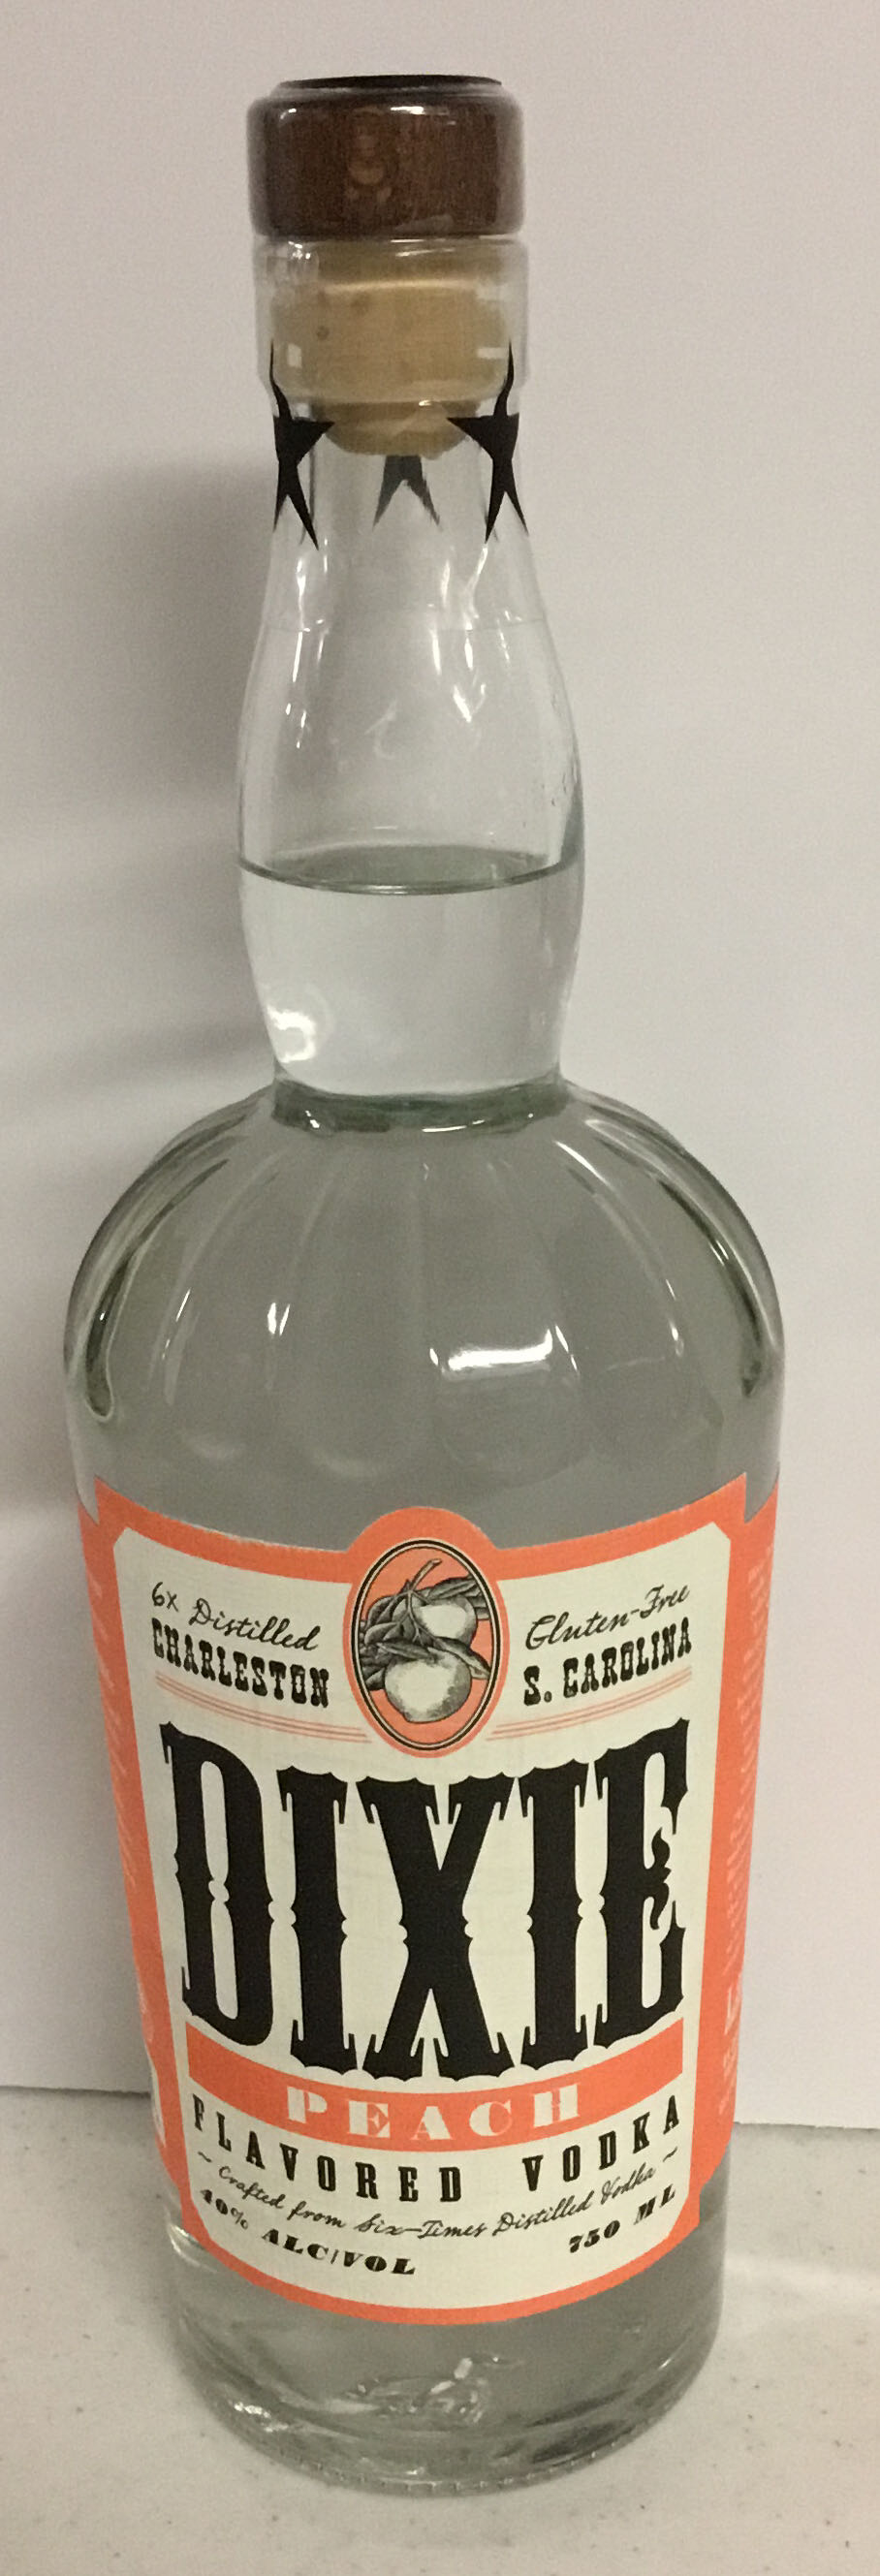 6x Distilled
CHARLESTON
Gluten-Free
S. CAROLINA
DIXIE
PEACH
FLAVORED VODKA
~ Crafted from Six-Times Distilled Vodka ~
40% ALC/VOL
750 ML